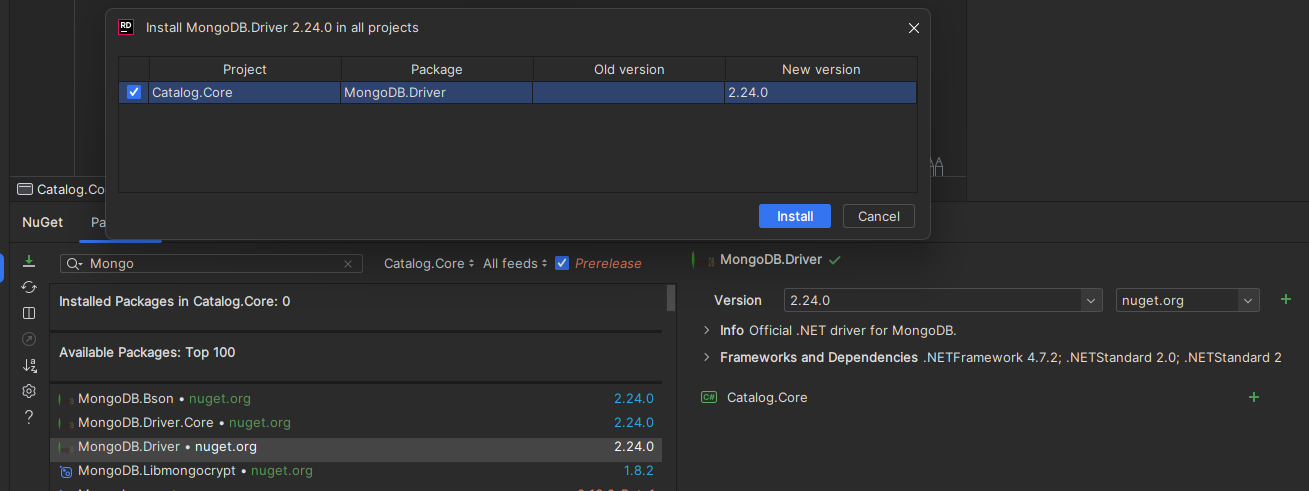 RD Install MongoDB.Driver 2.24.0 in all projects
Project Package Old version New version
Catalog.Core MongoDB.Driver 2.24.0
Install Cancel
Catalog.Co
NuGet Pa
Mongo Catalog.Core All feeds Prerelease
Installed Packages in Catalog.Core: 0
Available Packages: Top 100
MongoDB.Bson • nuget.org 2.24.0
MongoDB.Driver.Core • nuget.org 2.24.0
MongoDB.Driver • nuget.org 2.24.0
MongoDB.Libmongocrypt • nuget.org 1.8.2
MongoDB.Driver
Version 2.24.0 nuget.org
Info Official .NET driver for MongoDB.
Frameworks and Dependencies .NETFramework 4.7.2; .NETStandard 2.0; .NETStandard 2
C# Catalog.Core